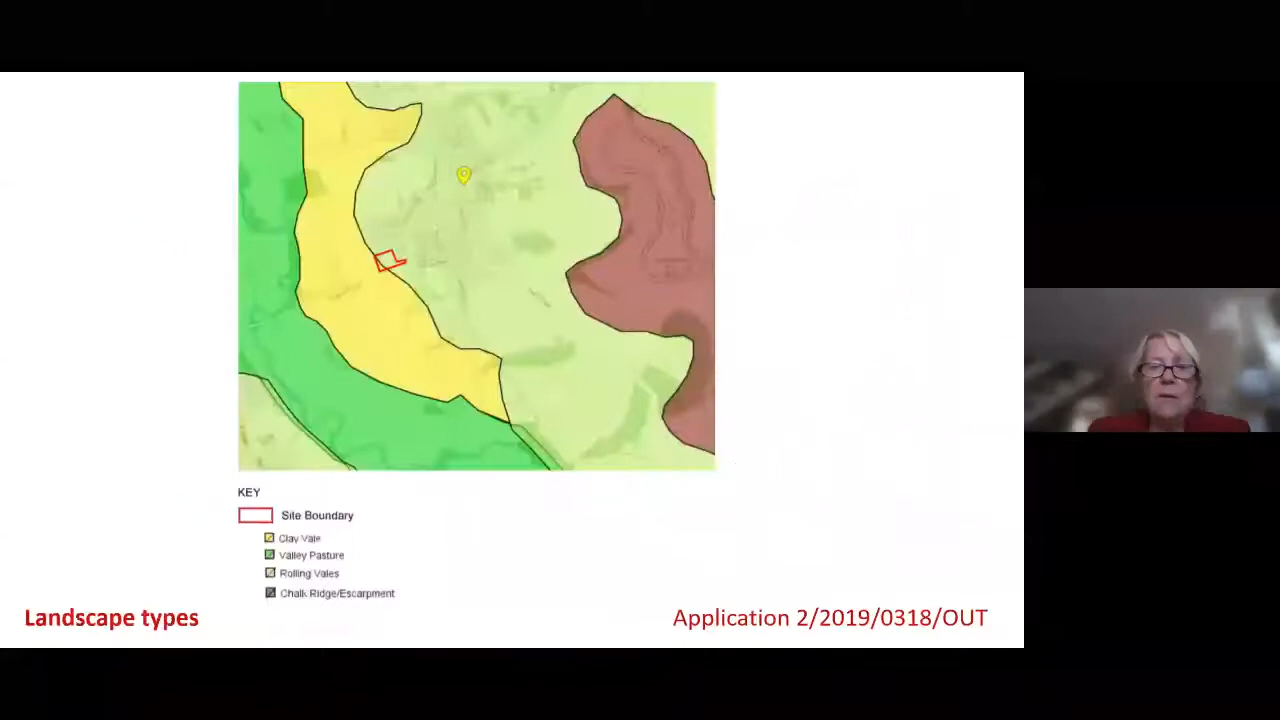 KEY
Site Boundary
Clay Vale
Valley Pasture
Rolling Vales
Chalk Ridge/Escarpment
Landscape types
Application 2/2019/0318/OUT